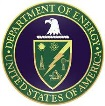 DEPARTMENT OF ENERGY
UNITED STATES OF AMERICA